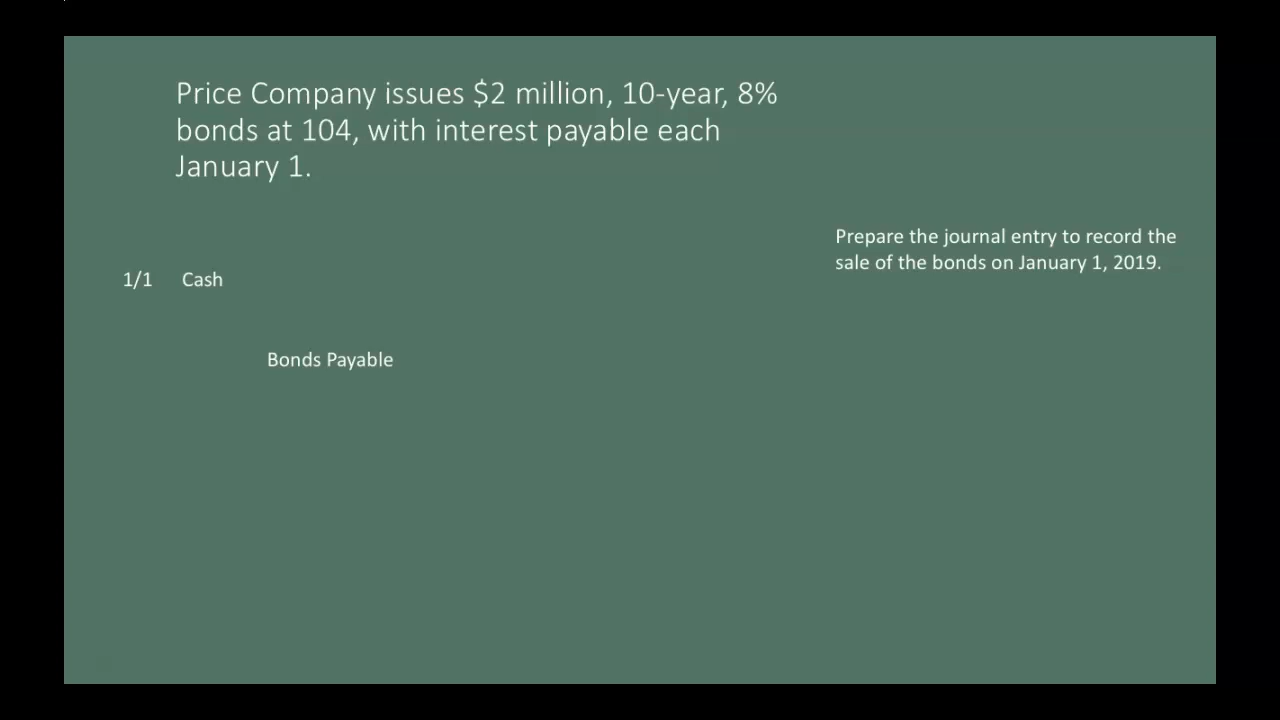 Price Company issues $2 million, 10-year, 8%
bonds at 104, with interest payable each
January 1.
Prepare the journal entry to record the
sale of the bonds on January 1, 2019.
1/1 Cash
Bonds Payable